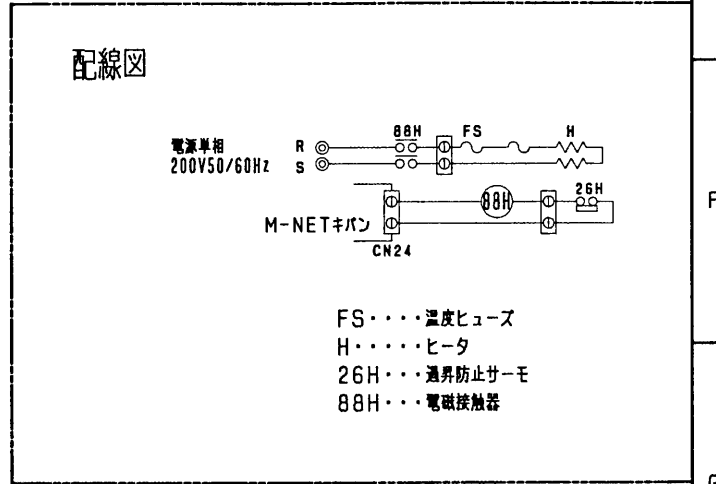 配線図
88H FS H
電源単相 R
200V50/60Hz S
26H
88H
M-NETキバン
CN24
FS・・・・温度ヒューズ
H・・・・・ヒータ
26H・・・過昇防止サーモ
88H・・・電磁接触器